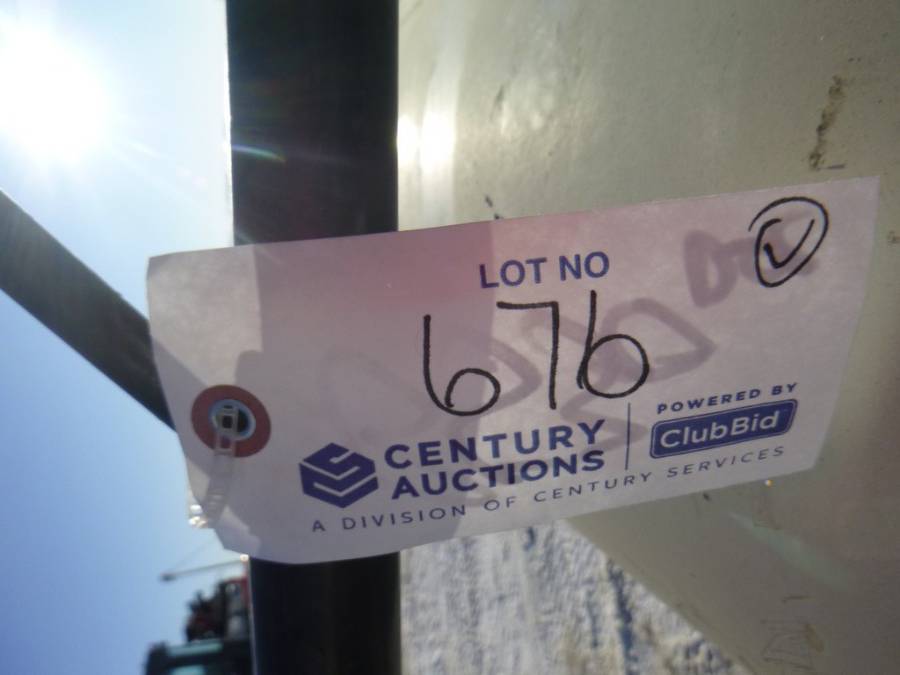 LOT NO
676
CENTURY
AUCTIONS
POWERED BY
ClubBid
A DIVISION OF CENTURY SERVICES